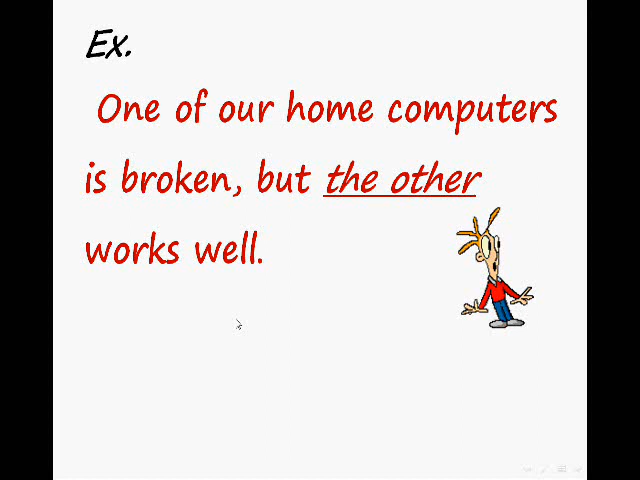 Ex.
One of our home computers
is broken, but the other
works well.